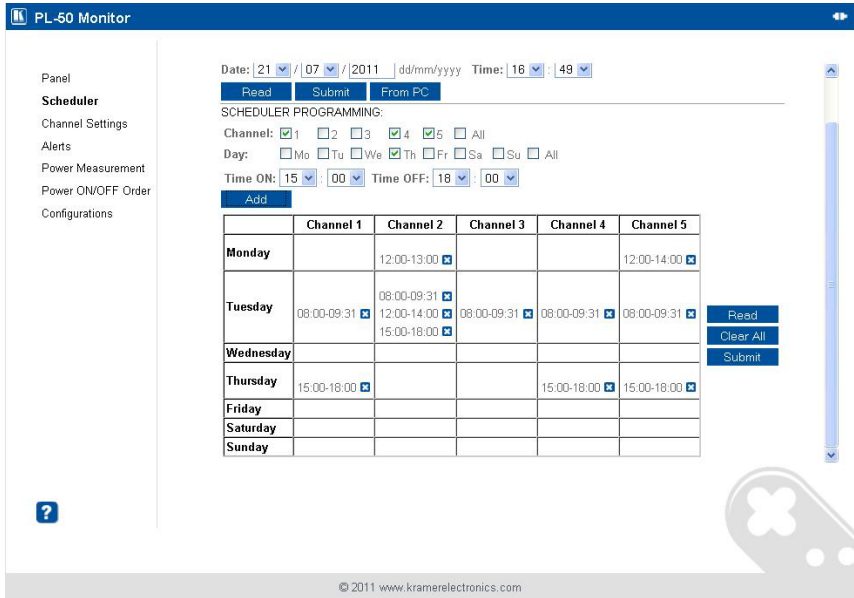 PL-50 Monitor
Panel
Scheduler
Channel Settings
Alerts
Power Measurement
Power ON/OFF Order
Configurations
Date: 21 / 07 / 2011 dd/mm/yyyy Time: 16 : 49
Read Submit From PC
SCHEDULER PROGRAMMING:
Channel: 1 2 3 4 5 All
Day: Mo Tu We Th Fr Sa Su All
Time ON: 15 : 00 Time OFF: 18 : 00
Add
Channel 1 Channel 2 Channel 3 Channel 4 Channel 5
Monday 12:00-13:00 12:00-14:00
08:00-09:31
Tuesday 08:00-09:31 12:00-14:00 08:00-09:31 08:00-09:31 08:00-09:31
15:00-18:00
Wednesday
Thursday 15:00-18:00 15:00-18:00 15:00-18:00
Friday
Saturday
Sunday
Read
Clear All
Submit
?
© 2011 www.kramerelectronics.com